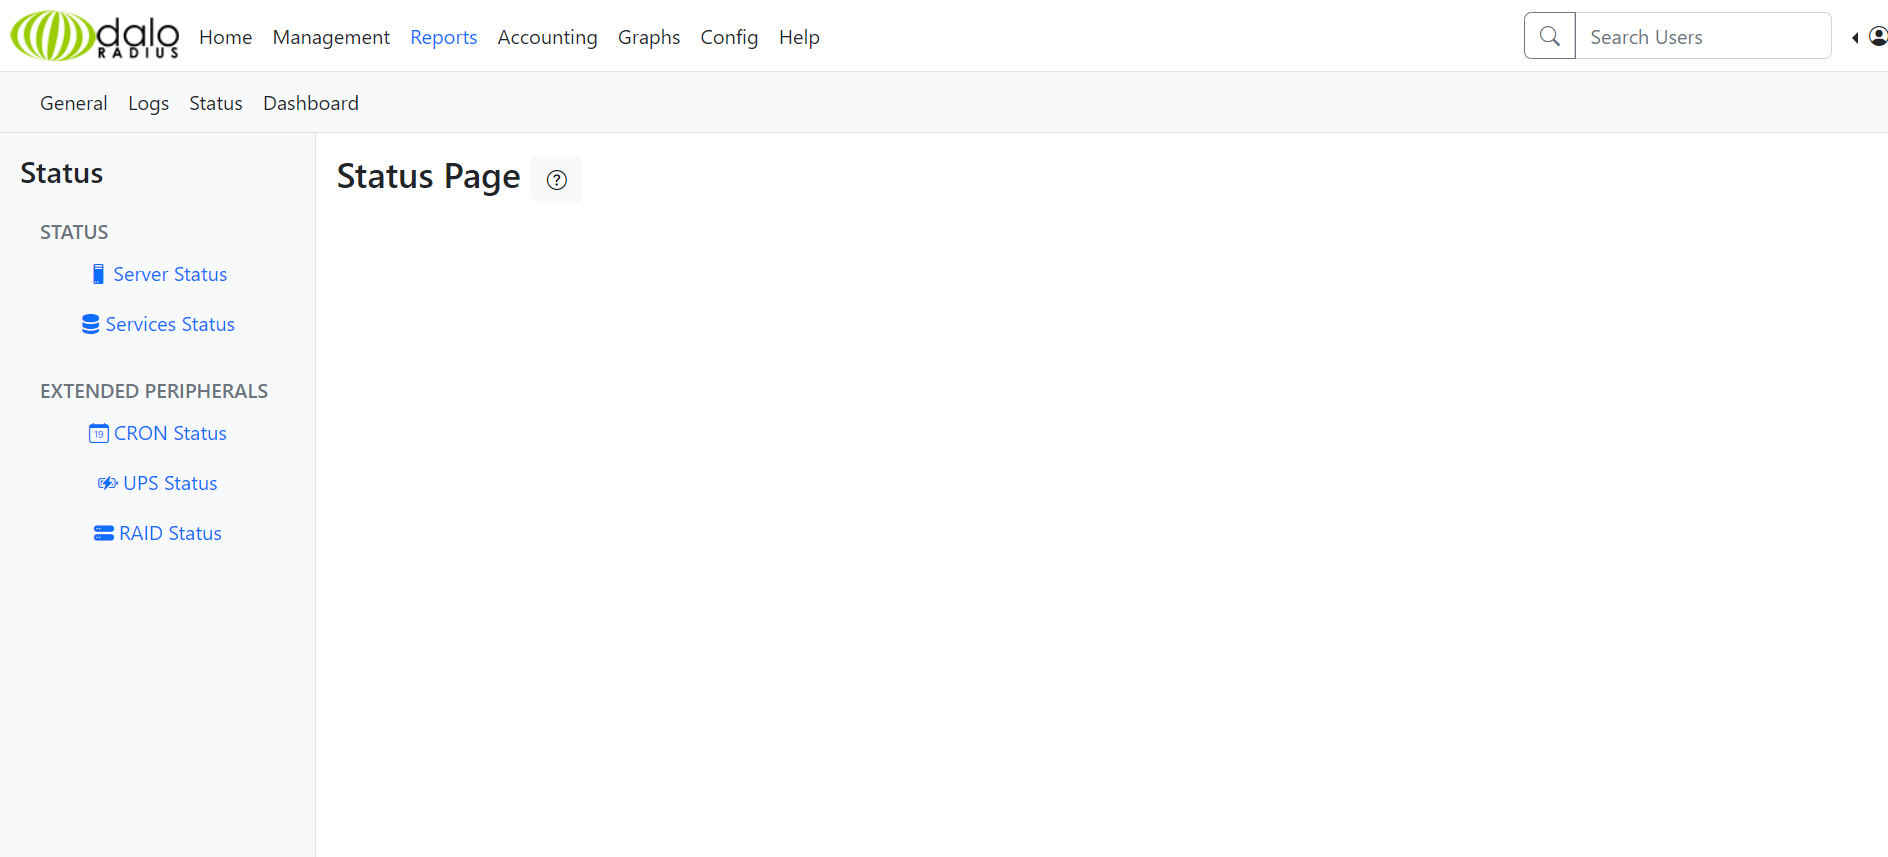 dalo
RADIUS
Home Management Reports Accounting Graphs Config Help
Search Users
General Logs Status Dashboard
Status
STATUS
Server Status
Services Status
EXTENDED PERIPHERALS
19 CRON Status
UPS Status
RAID Status
Status Page ?